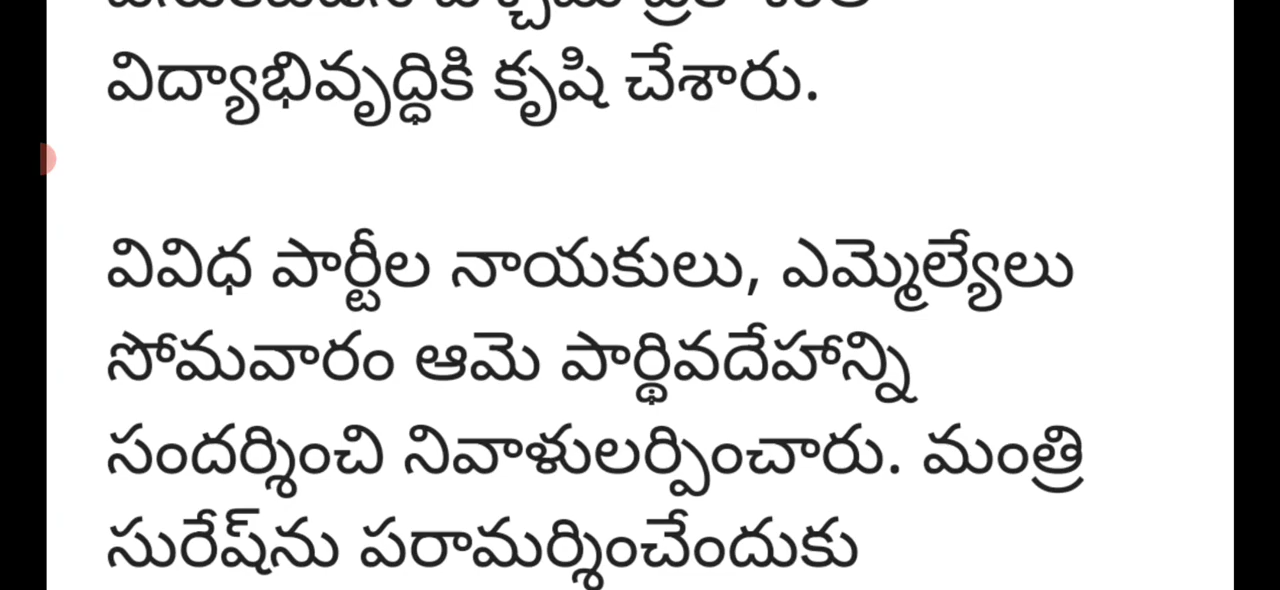 విద్యాభివృద్ధికి కృషి చేశారు.
వివిధ పార్టీల నాయకులు, ఎమ్మెల్యేలు
సోమవారం ఆమె పార్థివదేహాన్ని
సందర్శించి నివాళులర్పించారు. మంత్రి
సురేష్‌ను పరామర్శించేందుకు